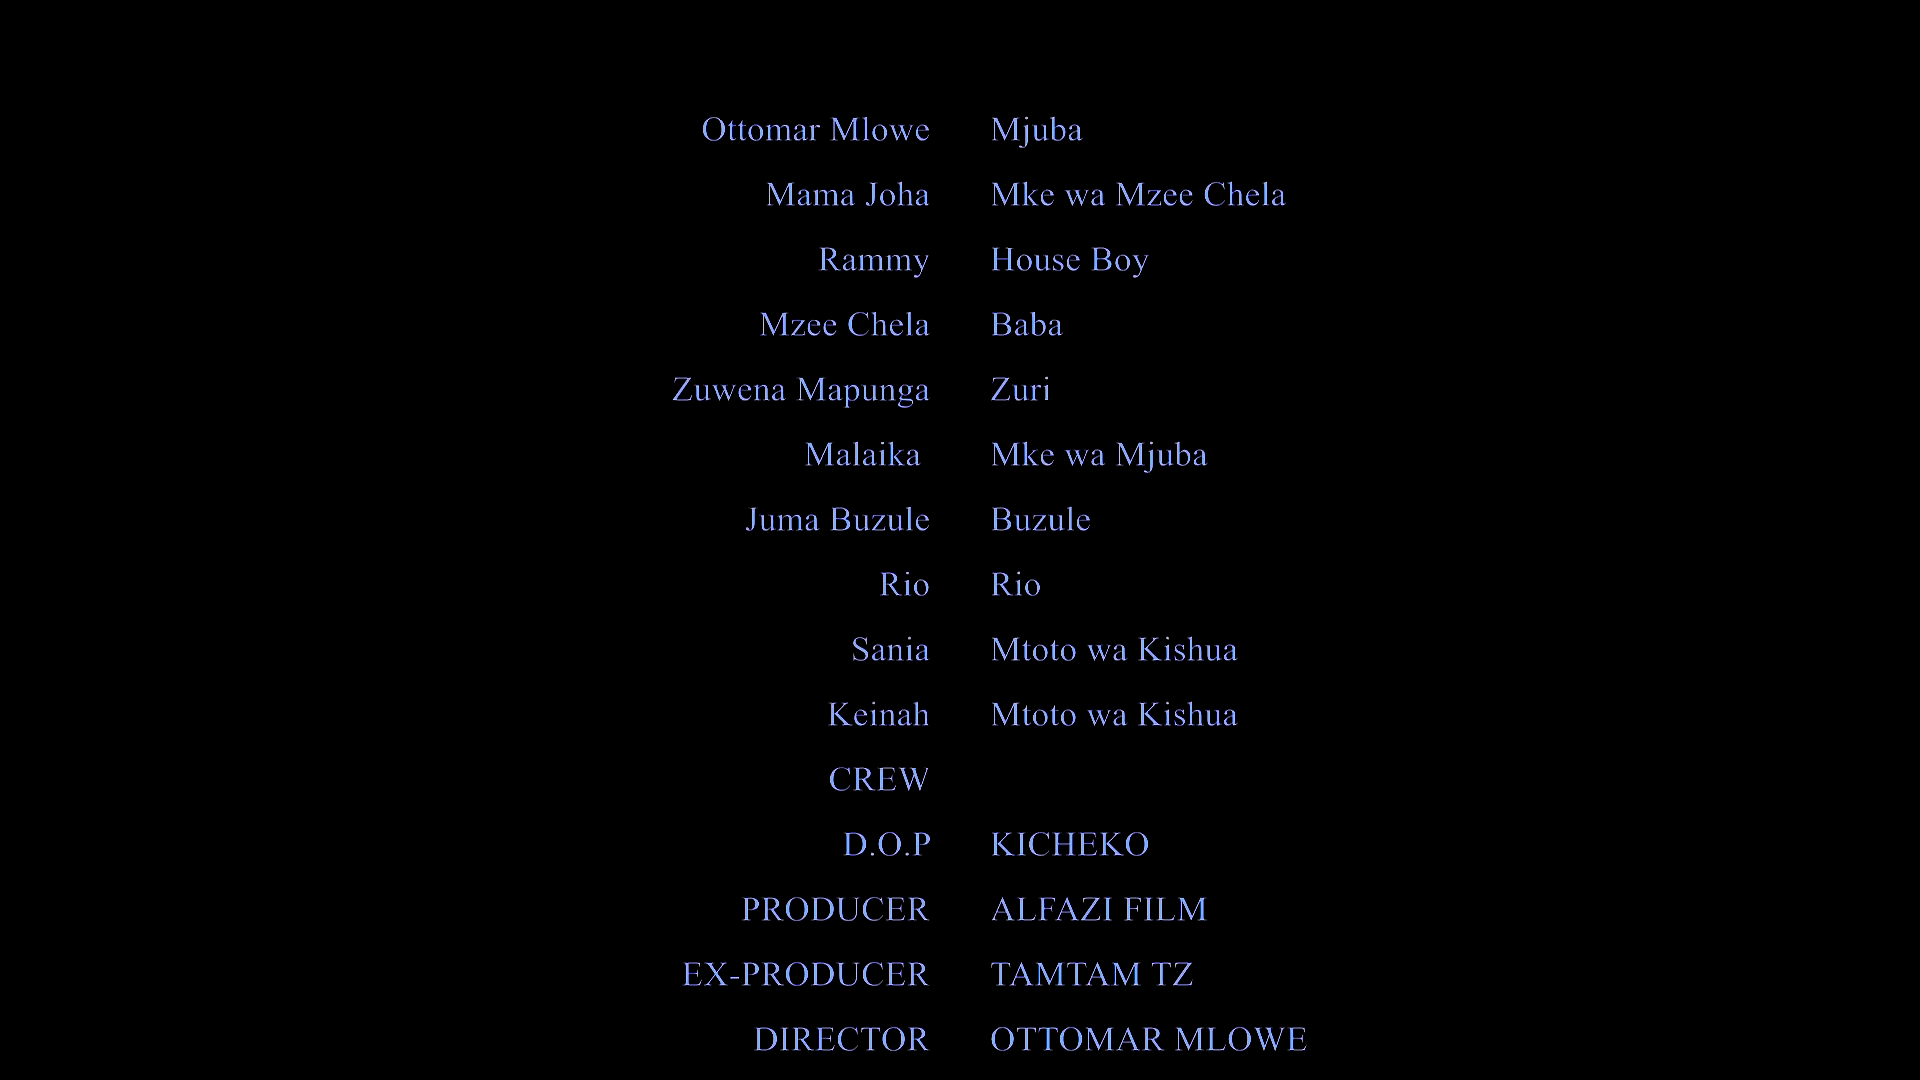 Ottomar Mlowe Mjuba
Mama Joha Mke wa Mzee Chela
Rammy House Boy
Mzee Chela Baba
Zuwena Mapunga Zuri
Malaika Mke wa Mjuba
Juma Buzule Buzule
Rio Rio
Sania Mtoto wa Kishua
Keinah Mtoto wa Kishua
CREW
D.O.P KICHEKO
PRODUCER ALFAZI FILM
EX-PRODUCER TAMTAM TZ
DIRECTOR OTTOMAR MLOWE